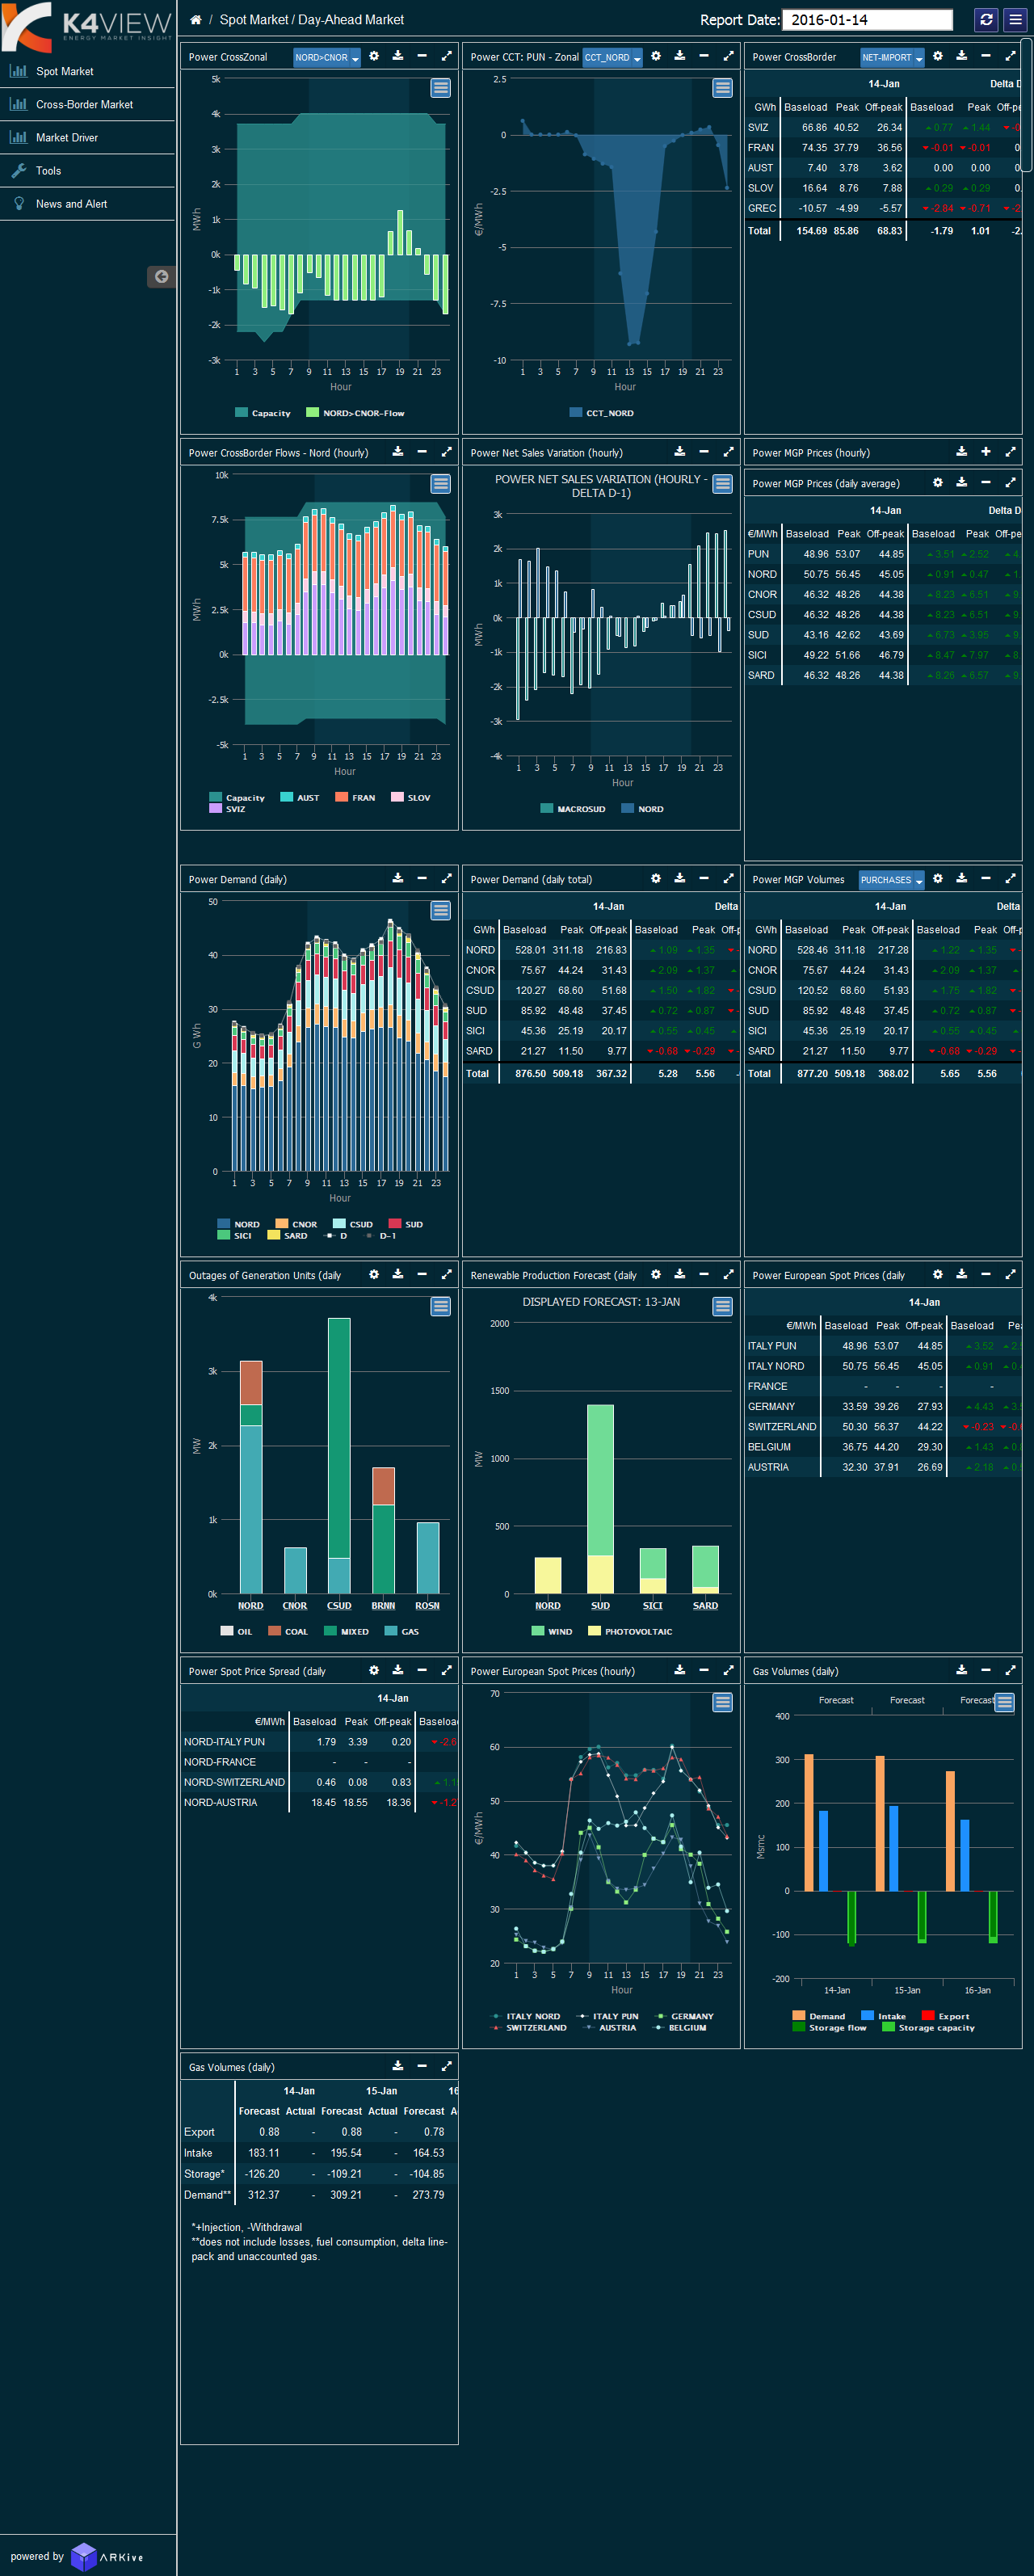 K4VIEW
ENERGY MARKET INSIGHT
/ Spot Market / Day-Ahead Market
Report Date: 2016-01-14
Spot Market
Cross-Border Market
Market Driver
Tools
News and Alert
Power CrossZonal NORD>CNOR
5k
4k
3k
2k
1k
0k
-1k
-2k
-3k
MWh
1 3 5 7 9 11 13 15 17 19 21 23
Hour
Capacity NORD>CNOR-Flow
Power CCT: PUN - Zonal CCT_NORD
2.5
0
-2.5
-5
-7.5
-10
€/MWh
1 3 5 7 9 11 13 15 17 19 21 23
Hour
CCT_NORD
Power CrossBorder NET-IMPORT
14-Jan Delta D
GWh Baseload Peak Off-peak Baseload Peak Off-p
SVIZ 66.86 40.52 26.34 0.77 1.44 -0
FRAN 74.35 37.79 36.56 -0.01 -0.01 0
AUST 7.40 3.78 3.62 0.00 0.00 0
SLOV 16.64 8.76 7.88 0.29 0.29 0.
GREC -10.57 -4.99 -5.57 -2.84 -0.71 -2.
Total 154.69 85.86 68.83 -1.79 1.01 -2.
Power CrossBorder Flows - Nord (hourly)
10k
7.5k
5k
2.5k
0k
-2.5k
-5k
MWh
1 3 5 7 9 11 13 15 17 19 21 23
Hour
Capacity AUST FRAN SLOV
SVIZ
Power Net Sales Variation (hourly)
POWER NET SALES VARIATION (HOURLY -
DELTA D-1)
3k
2k
1k
0k
-1k
-2k
-3k
-4k
MWh
1 3 5 7 9 11 13 15 17 19 21 23
Hour
MACROSUD NORD
Power MGP Prices (hourly)
Power MGP Prices (daily average)
14-Jan Delta D
€/MWh Baseload Peak Off-peak Baseload Peak Off-pe
PUN 48.96 53.07 44.85 3.51 2.52 4.
NORD 50.75 56.45 45.05 0.91 0.47 1
CNOR 46.32 48.26 44.38 8.23 6.51 9.
CSUD 46.32 48.26 44.38 8.23 6.51 9.
SUD 43.16 42.62 43.69 6.73 3.95 9.
SICI 49.22 51.66 46.79 8.47 7.97 8.
SARD 46.32 48.26 44.38 8.26 6.57 9.
Power Demand (daily)
50
40
30
20
10
0
G Wh
1 3 5 7 9 11 13 15 17 19 21 23
Hour
NORD CNOR CSUD SUD
SICI SARD D D-1
Power Demand (daily total)
14-Jan Delta
GWh Baseload Peak Off-peak Baseload Peak Off-p
NORD 528.01 311.18 216.83 1.09 1.35 -
CNOR 75.67 44.24 31.43 2.09 1.37
CSUD 120.27 68.60 51.68 1.50 1.82 -
SUD 85.92 48.48 37.45 0.72 0.87 -
SICI 45.36 25.19 20.17 0.55 0.45
SARD 21.27 11.50 9.77 -0.68 -0.29 -
Total 876.50 509.18 367.32 5.28 5.56 -
Power MGP Volumes PURCHASES
14-Jan Delta
GWh Baseload Peak Off-peak Baseload Peak Off-p
NORD 528.46 311.18 217.28 1.22 1.35 -
CNOR 75.67 44.24 31.43 2.09 1.37
CSUD 120.52 68.60 51.93 1.75 1.82 -
SUD 85.92 48.48 37.45 0.72 0.87 -
SICI 45.36 25.19 20.17 0.55 0.45
SARD 21.27 11.50 9.77 -0.68 -0.29 -
Total 877.20 509.18 368.02 5.65 5.56
Outages of Generation Units (daily
4k
3k
2k
1k
0k
MW
NORD CNOR CSUD BRNN ROSN
OIL COAL MIXED GAS
Renewable Production Forecast (daily
DISPLAYED FORECAST: 13-JAN
2000
1500
1000
500
0
MW
NORD SUD SICI SARD
WIND PHOTOVOLTAIC
Power European Spot Prices (daily
14-Jan
€/MWh Baseload Peak Off-peak Baseload Pea
ITALY PUN 48.96 53.07 44.85 3.52 2.
ITALY NORD 50.75 56.45 45.05 0.91 0.
FRANCE - - - -
GERMANY 33.59 39.26 27.93 4.43 3.
SWITZERLAND 50.30 56.37 44.22 -0.23 -0.
BELGIUM 36.75 44.20 29.30 1.43 0.
AUSTRIA 32.30 37.91 26.69 2.18 0.
Power Spot Price Spread (daily
14-Jan
€/MWh Baseload Peak Off-peak Baseload
NORD-ITALY PUN 1.79 3.39 0.20 -2.6
NORD-FRANCE - - -
NORD-SWITZERLAND 0.46 0.08 0.83 1.1
NORD-AUSTRIA 18.45 18.55 18.36 -1.2
Power European Spot Prices (hourly)
70
60
50
40
30
20
€/MWh
1 3 5 7 9 11 13 15 17 19 21 23
Hour
ITALY NORD ITALY PUN GERMANY
SWITZERLAND AUSTRIA BELGIUM
Gas Volumes (daily)
Forecast Forecast Forecast
400
300
200
100
0
-100
-200
Msmc
14-Jan 15-Jan 16-Jan
Demand Intake Export
Storage flow Storage capacity
Gas Volumes (daily)
14-Jan 15-Jan 16
Forecast Actual Forecast Actual Forecast A
Export 0.88 - 0.88 - 0.78
Intake 183.11 - 195.54 - 164.53
Storage* -126.20 - -109.21 - -104.85
Demand** 312.37 - 309.21 - 273.79
*+Injection, -Withdrawal
**does not include losses, fuel consumption, delta line-
pack and unaccounted gas.
powered by ARKive